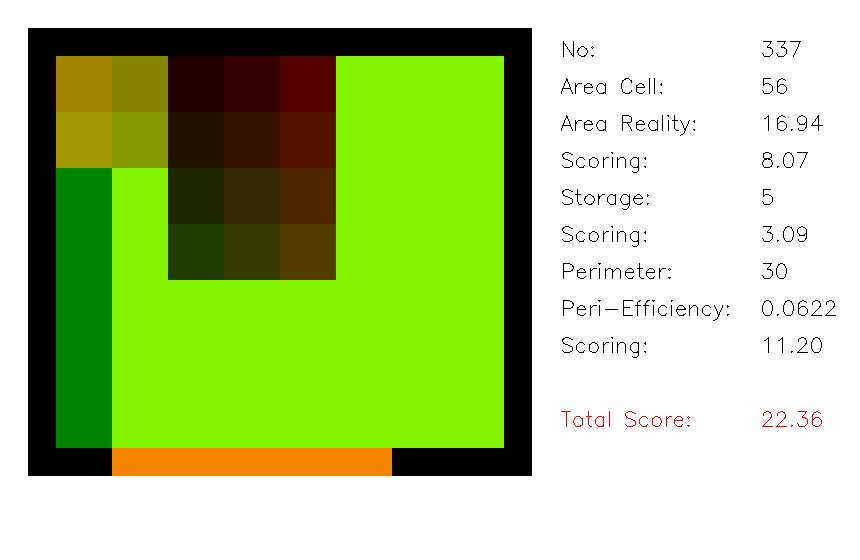 No: 337
Area Cell: 56
Area Reality: 16.94
Scoring: 8.07
Storage: 5
Scoring: 3.09
Perimeter: 30
Peri-Efficiency: 0.0622
Scoring: 11.20
Total Score: 22.36